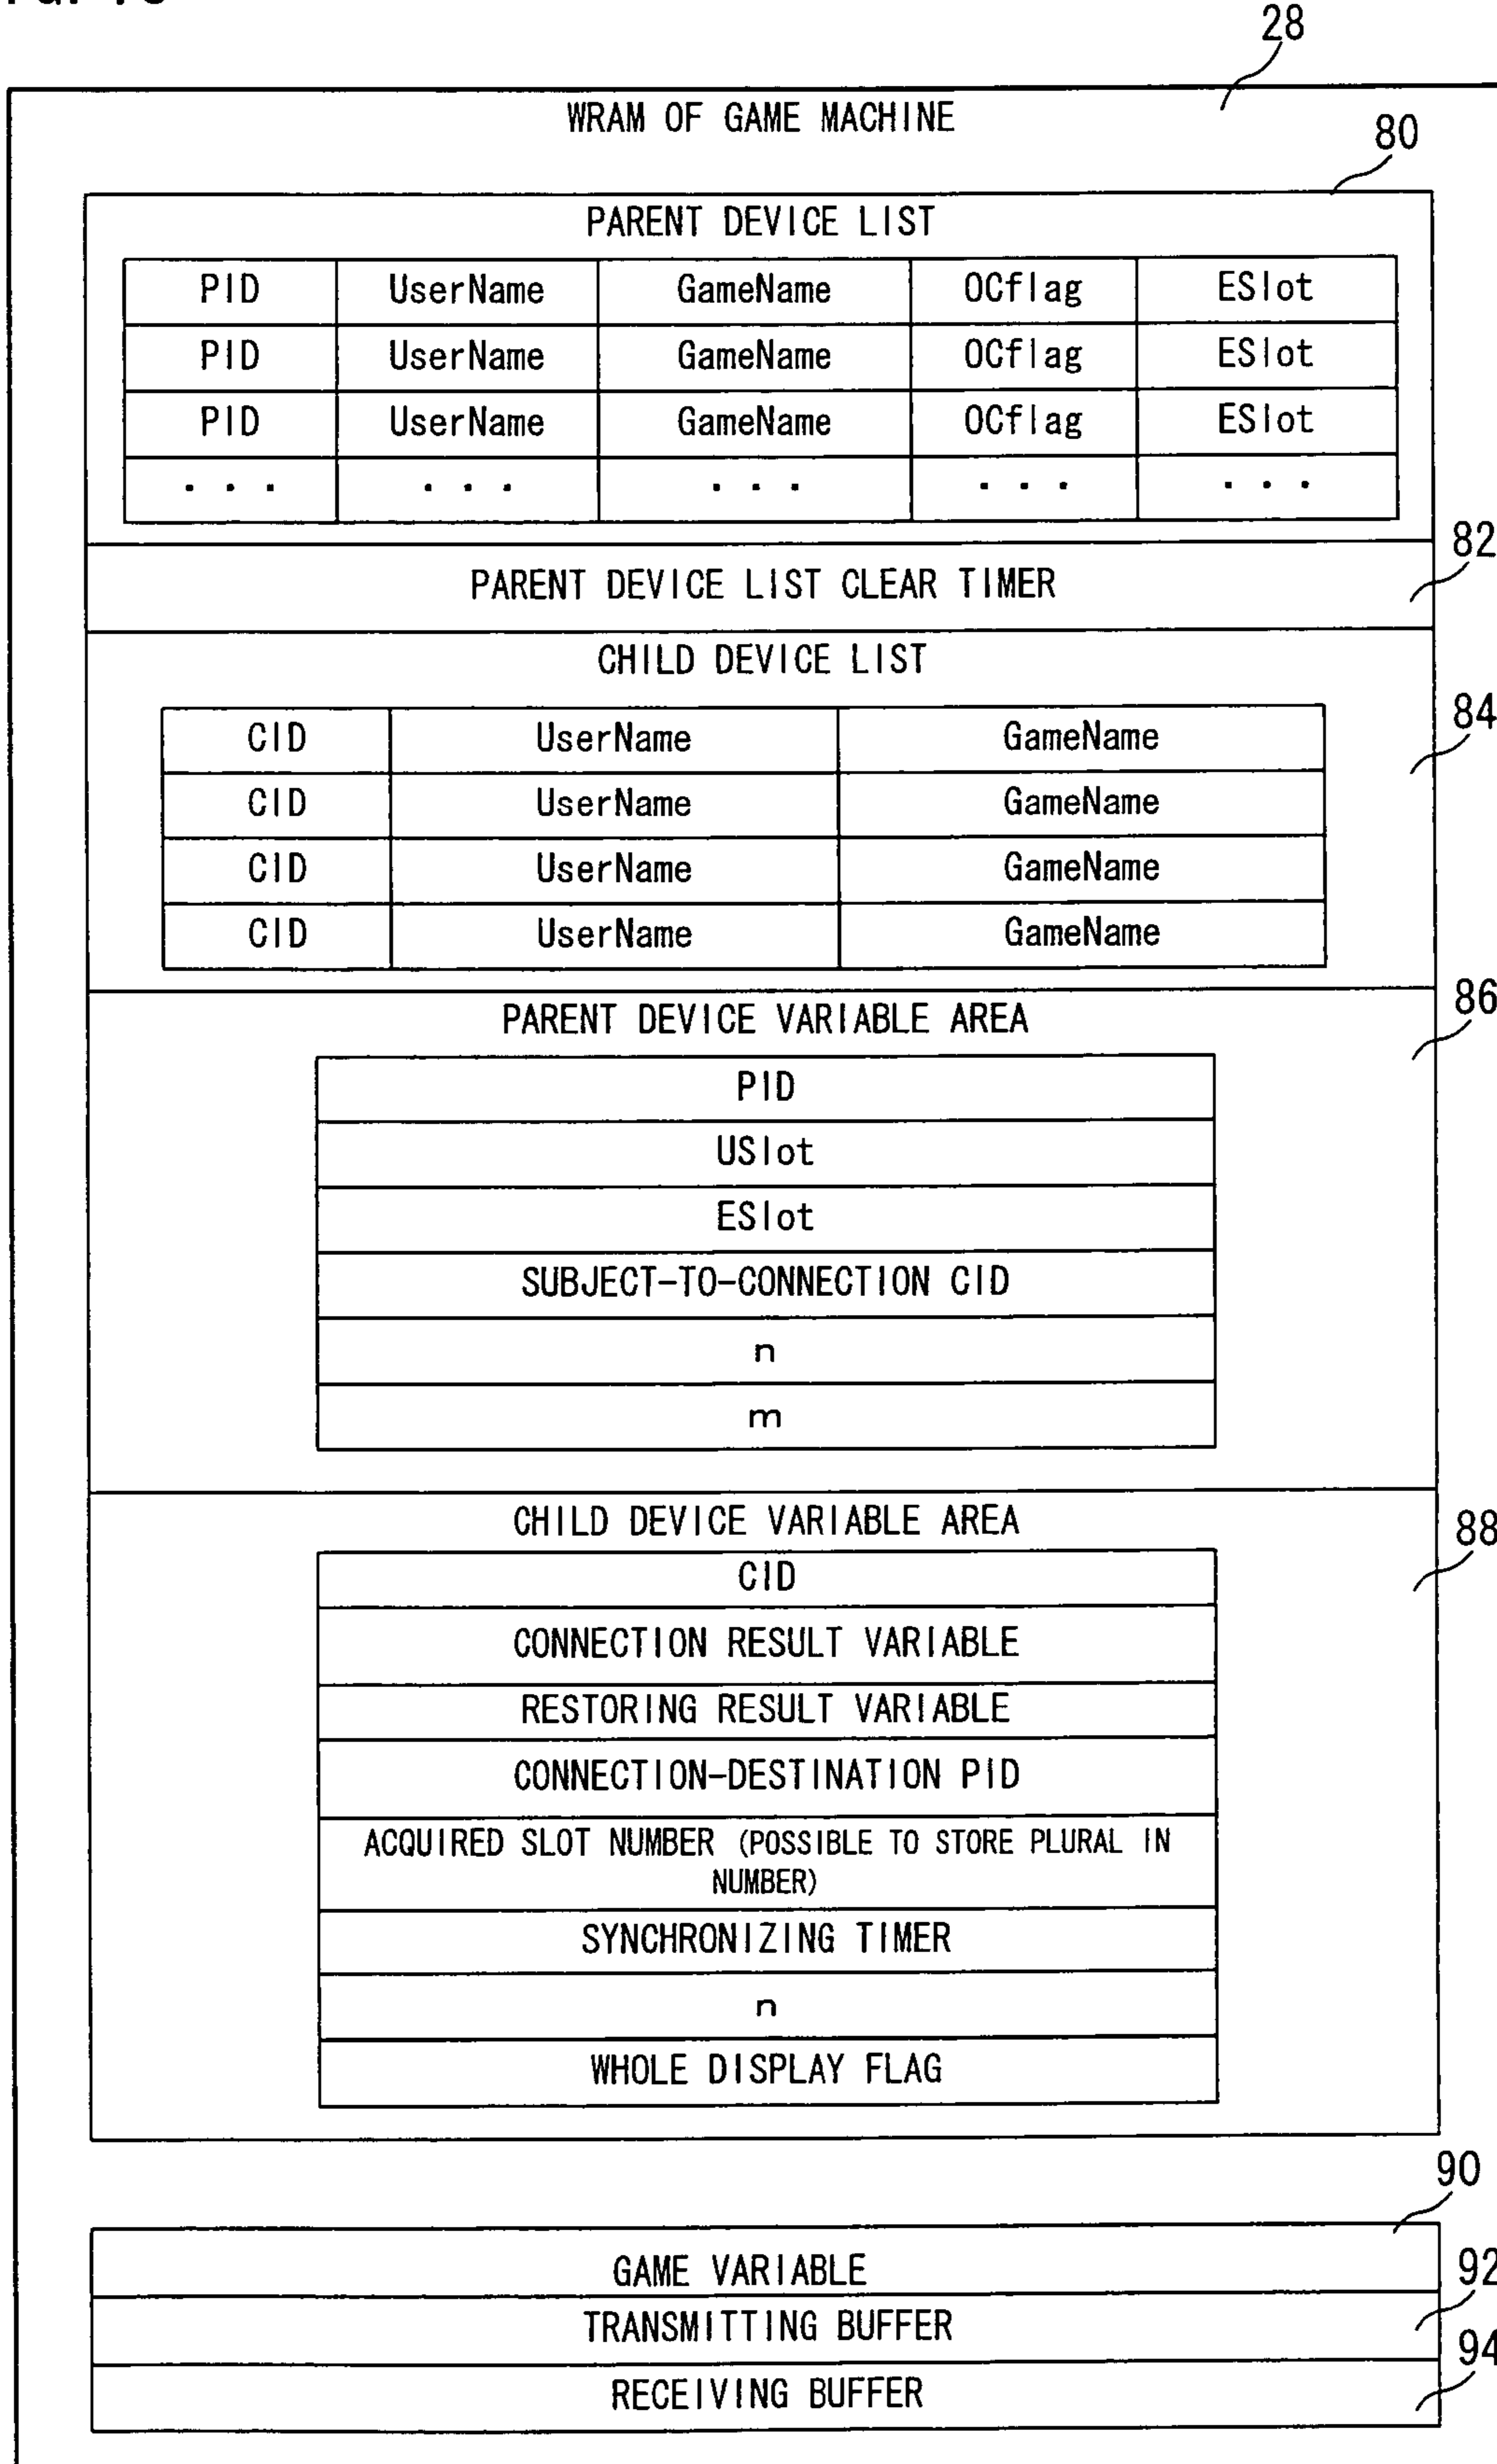 28
WRAM OF GAME MACHINE
80
PARENT DEVICE LIST
PID UserName GameName OCflag ESlot
PID UserName GameName OCflag ESlot
PID UserName GameName OCflag ESlot
... ... ... ... ...
82
PARENT DEVICE LIST CLEAR TIMER
CHILD DEVICE LIST
84
CID UserName GameName
CID UserName GameName
CID UserName GameName
CID UserName GameName
86
PARENT DEVICE VARIABLE AREA
PID
USlot
ESlot
SUBJECT-TO-CONNECTION CID
n
m
CHILD DEVICE VARIABLE AREA
88
CID
CONNECTION RESULT VARIABLE
RESTORING RESULT VARIABLE
CONNECTION-DESTINATION PID
ACQUIRED SLOT NUMBER (POSSIBLE TO STORE PLURAL IN
NUMBER)
SYNCHRONIZING TIMER
n
WHOLE DISPLAY FLAG
90
GAME VARIABLE
92
TRANSMITTING BUFFER
94
RECEIVING BUFFER